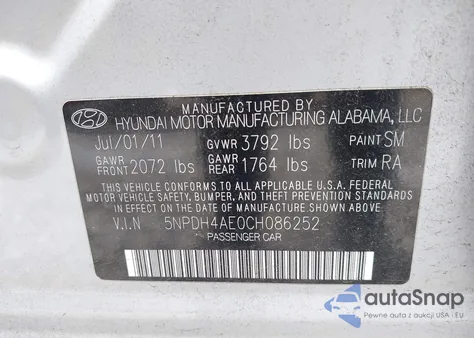 MANUFACTURED BY
HYUNDAI MOTOR MANUFACTURING ALABAMA, LLC
Jul/01/11 GVWR 3792 lbs PAINT SM
GAWR FRONT 2072 lbs GAWR REAR 1764 lbs TRIM RA
THIS VEHICLE CONFORMS TO ALL APPLICABLE U.S.A. FEDERAL
MOTOR VEHICLE SAFETY, BUMPER, AND THEFT PREVENTION
STANDARDS IN EFFECT ON THE DATE OF MANUFACTURE SHOWN ABOVE.
V.I.N 5NPDH4AE0CH086252
PASSENGER CAR
autoSnap
Pewne auta z aukcji USA i EU